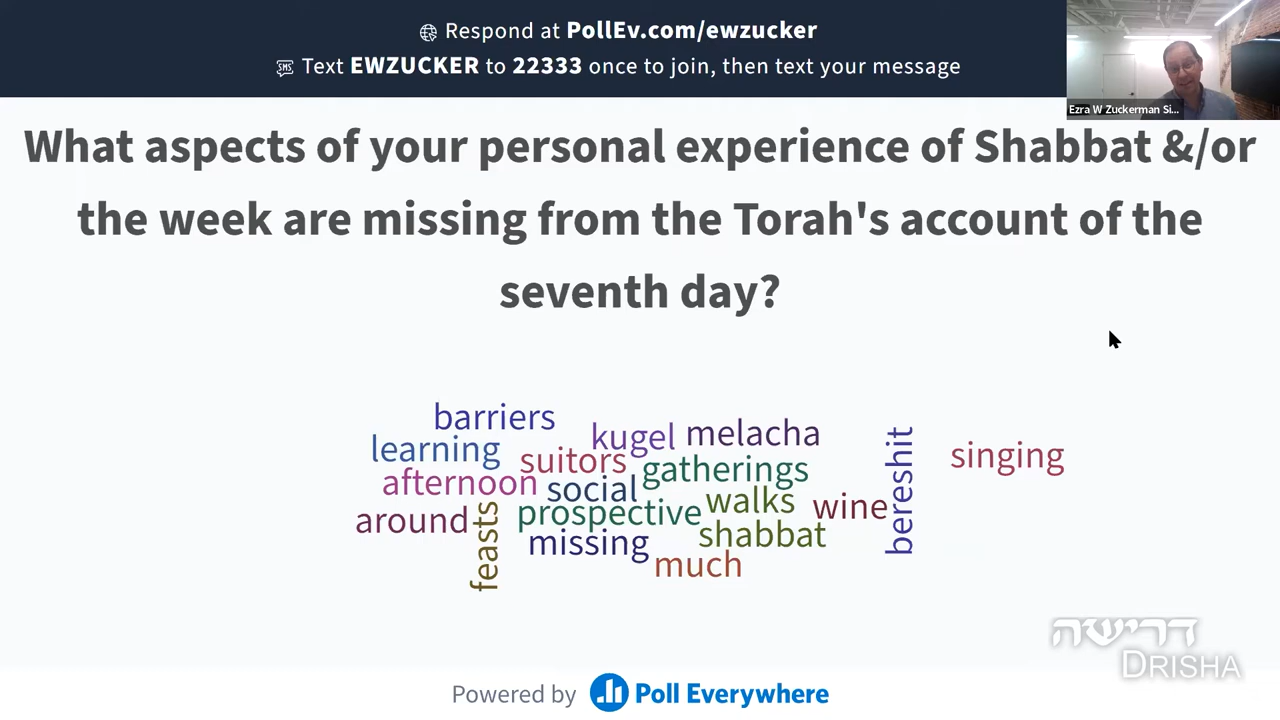 Respond at PollEv.com/ewzucker
Text EWZUCKER to 22333 once to join, then text your message
Ezra W Zuckerman Si...
What aspects of your personal experience of Shabbat &/or
the week are missing from the Torah's account of the
seventh day?
barriers
learning
kugel
melacha
suitors
gatherings
afternoon
social
walks
wine
bereshit
singing
around
feasts
prospective
shabbat
missing
much
דרישה
DRISHA
Powered by Poll Everywhere